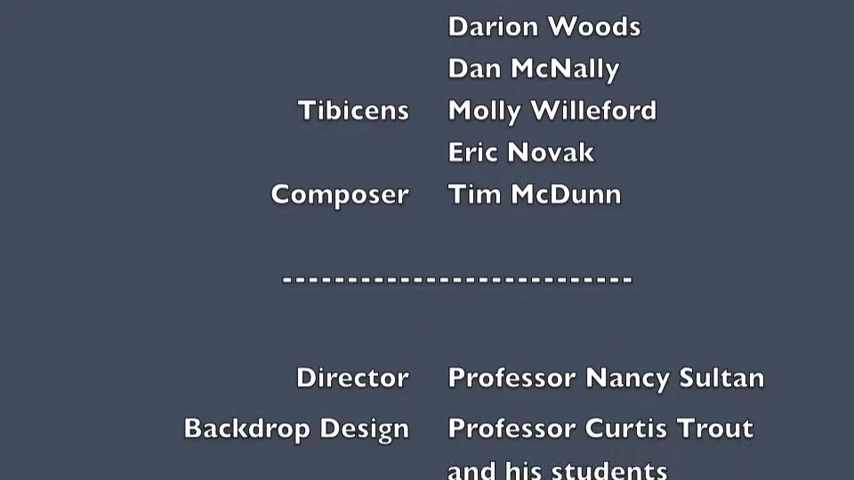 Darion Woods
Dan McNally
Tibicens Molly Willeford
Eric Novak
Composer Tim McDunn
---------------------------
Director Professor Nancy Sultan
Backdrop Design Professor Curtis Trout
and his students